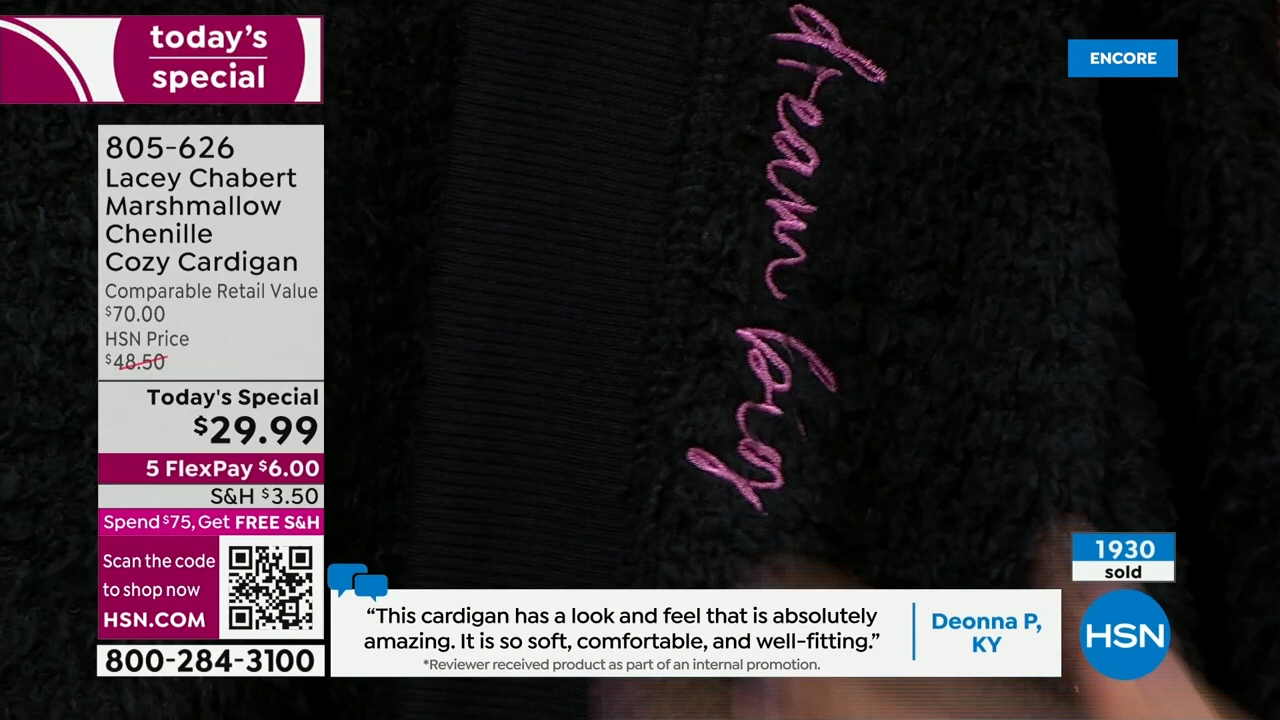 today's
special
ENCORE
805-626
Lacey Chabert
Marshmallow
Chenille
Cozy Cardigan
Comparable Retail Value
$70.00
HSN Price
$48.50
Today's Special
$29.99
5 FlexPay $6.00
S&H $3.50
Spend $75, Get FREE S&H
Scan the code
to shop now
HSN.COM
800-284-3100
dream big
“This cardigan has a look and feel that is absolutely
amazing. It is so soft, comfortable, and well-fitting.”
*Reviewer received product as part of an internal promotion.
Deonna P,
KY
1930
sold
HSN